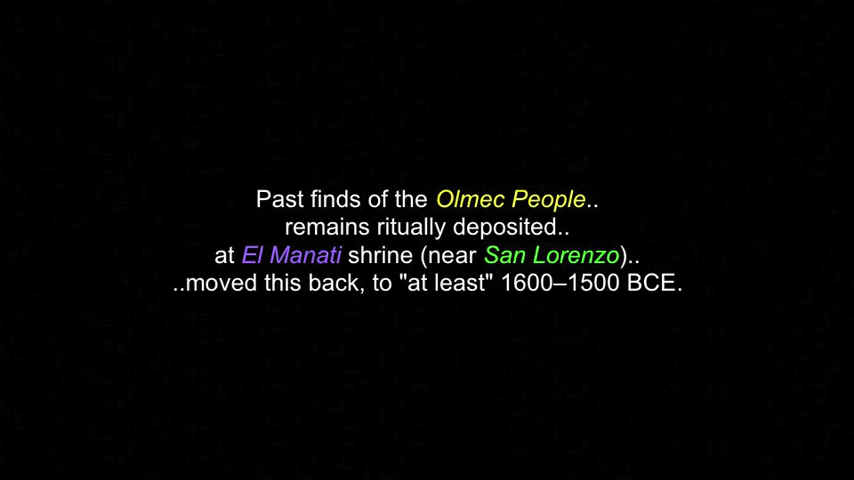 Past finds of the Olmec People..
remains ritually deposited..
at El Manati shrine (near San Lorenzo)..
..moved this back, to "at least" 1600–1500 BCE.